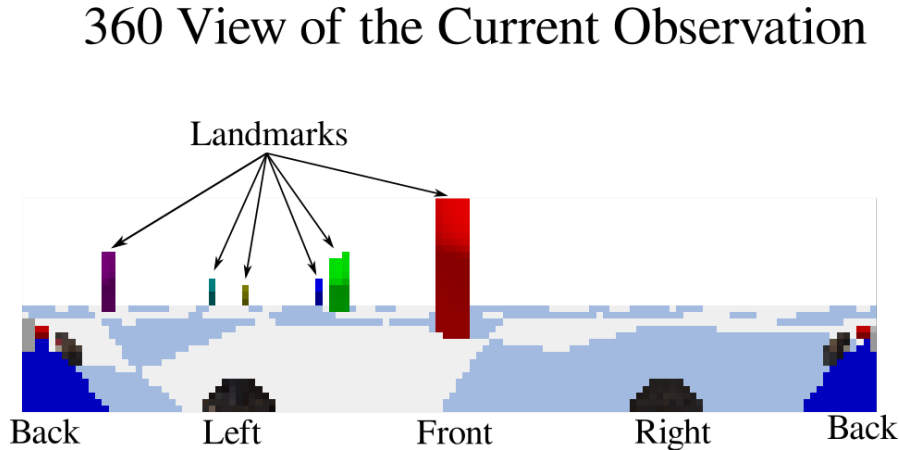 360 View of the Current Observation
Landmarks
Back Left Front Right Back